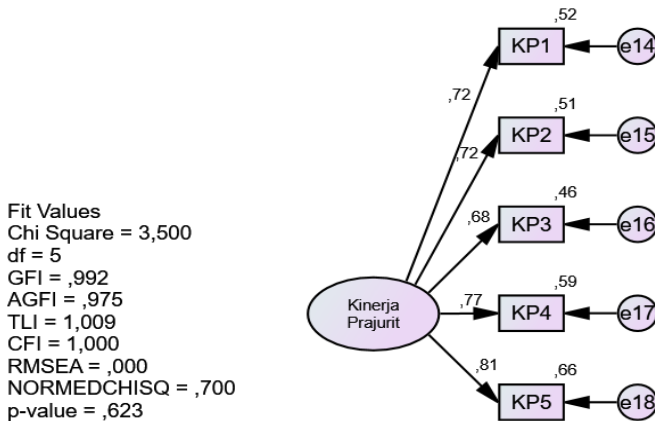 ,52
KP1
e14
,72
,51
KP2
e15
,72
,46
KP3
e16
,68
,59
Kinerja
Prajurit
,77
KP4
e17
,81
,66
KP5
e18
Fit Values
Chi Square = 3,500
df = 5
GFI = ,992
AGFI = ,975
TLI = 1,009
CFI = 1,000
RMSEA = ,000
NORMEDCHISQ = ,700
p-value = ,623